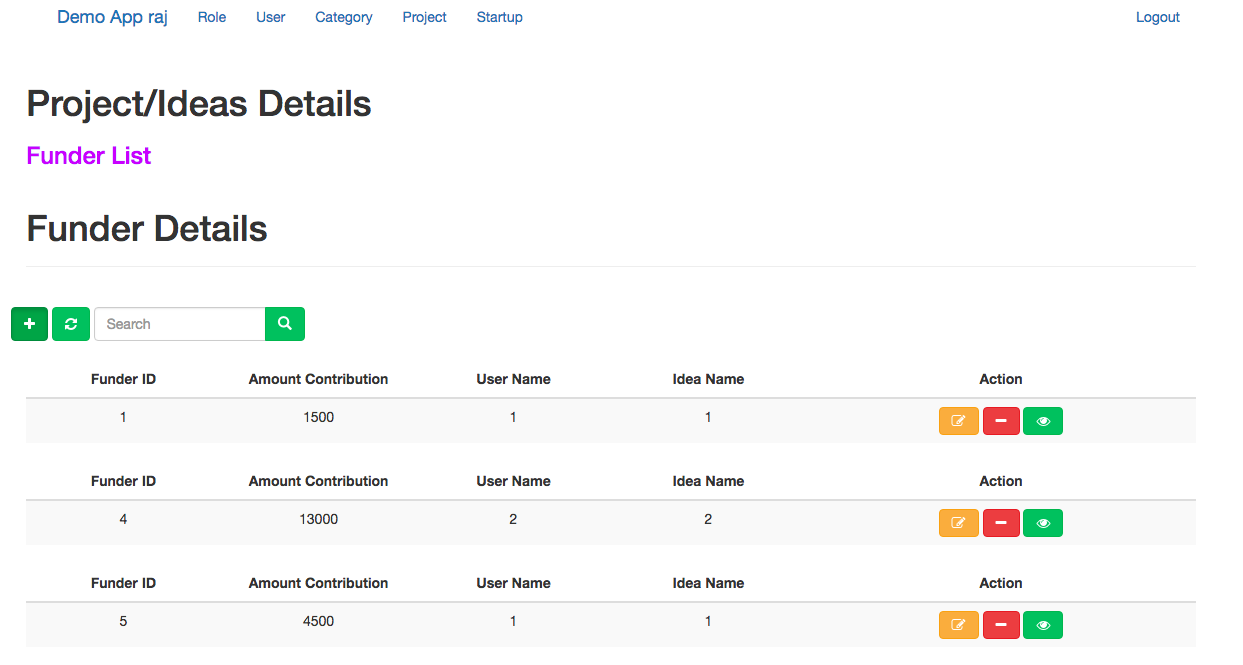 Demo App raj Role User Category Project Startup Logout
Project/Ideas Details
Funder List
Funder Details
Search
Funder ID Amount Contribution User Name Idea Name Action
1 1500 1 1
Funder ID Amount Contribution User Name Idea Name Action
4 13000 2 2
Funder ID Amount Contribution User Name Idea Name Action
5 4500 1 1